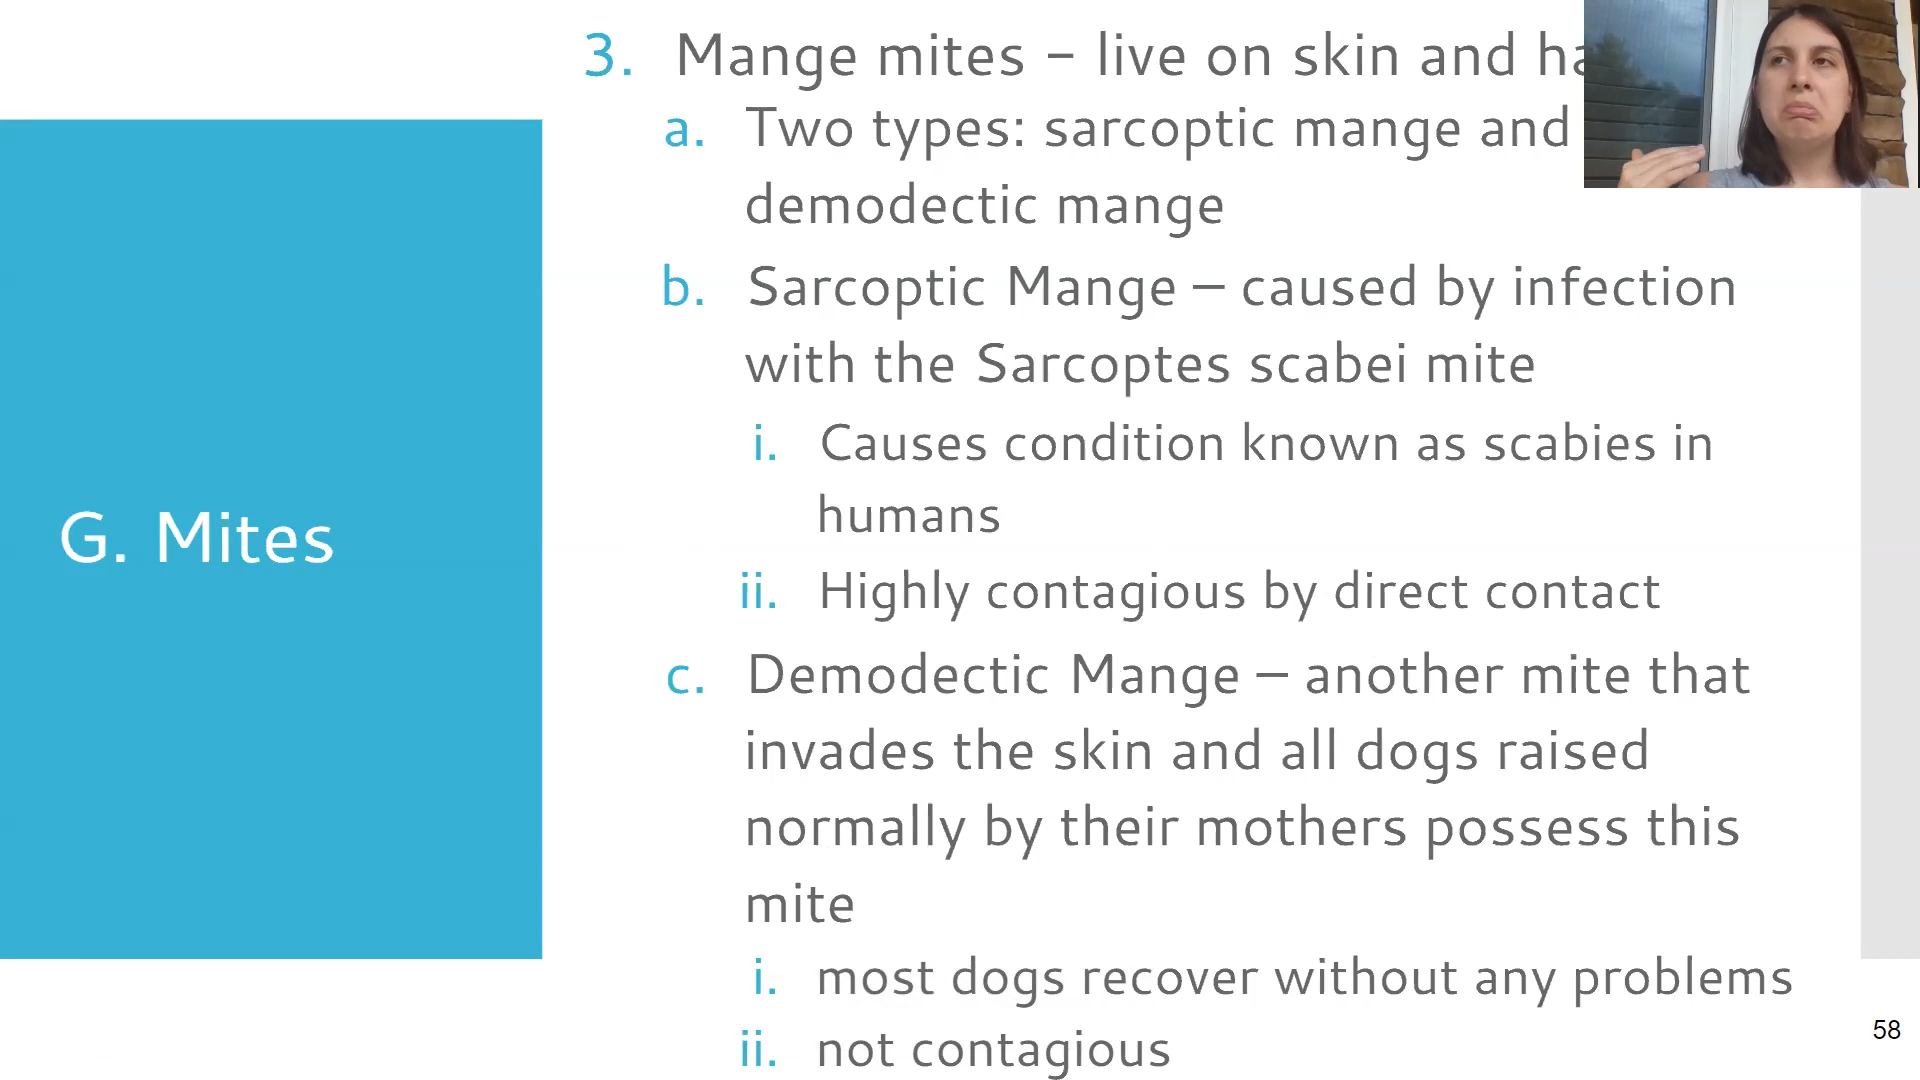 G. Mites
3. Mange mites – live on skin and
a. Two types: sarcoptic mange and
demodectic mange
b. Sarcoptic Mange – caused by infection
with the Sarcoptes scabei mite
i. Causes condition known as scabies in
humans
ii. Highly contagious by direct contact
c. Demodectic Mange – another mite that
invades the skin and all dogs raised
normally by their mothers possess this
mite
i. most dogs recover without any problems
ii. not contagious
58